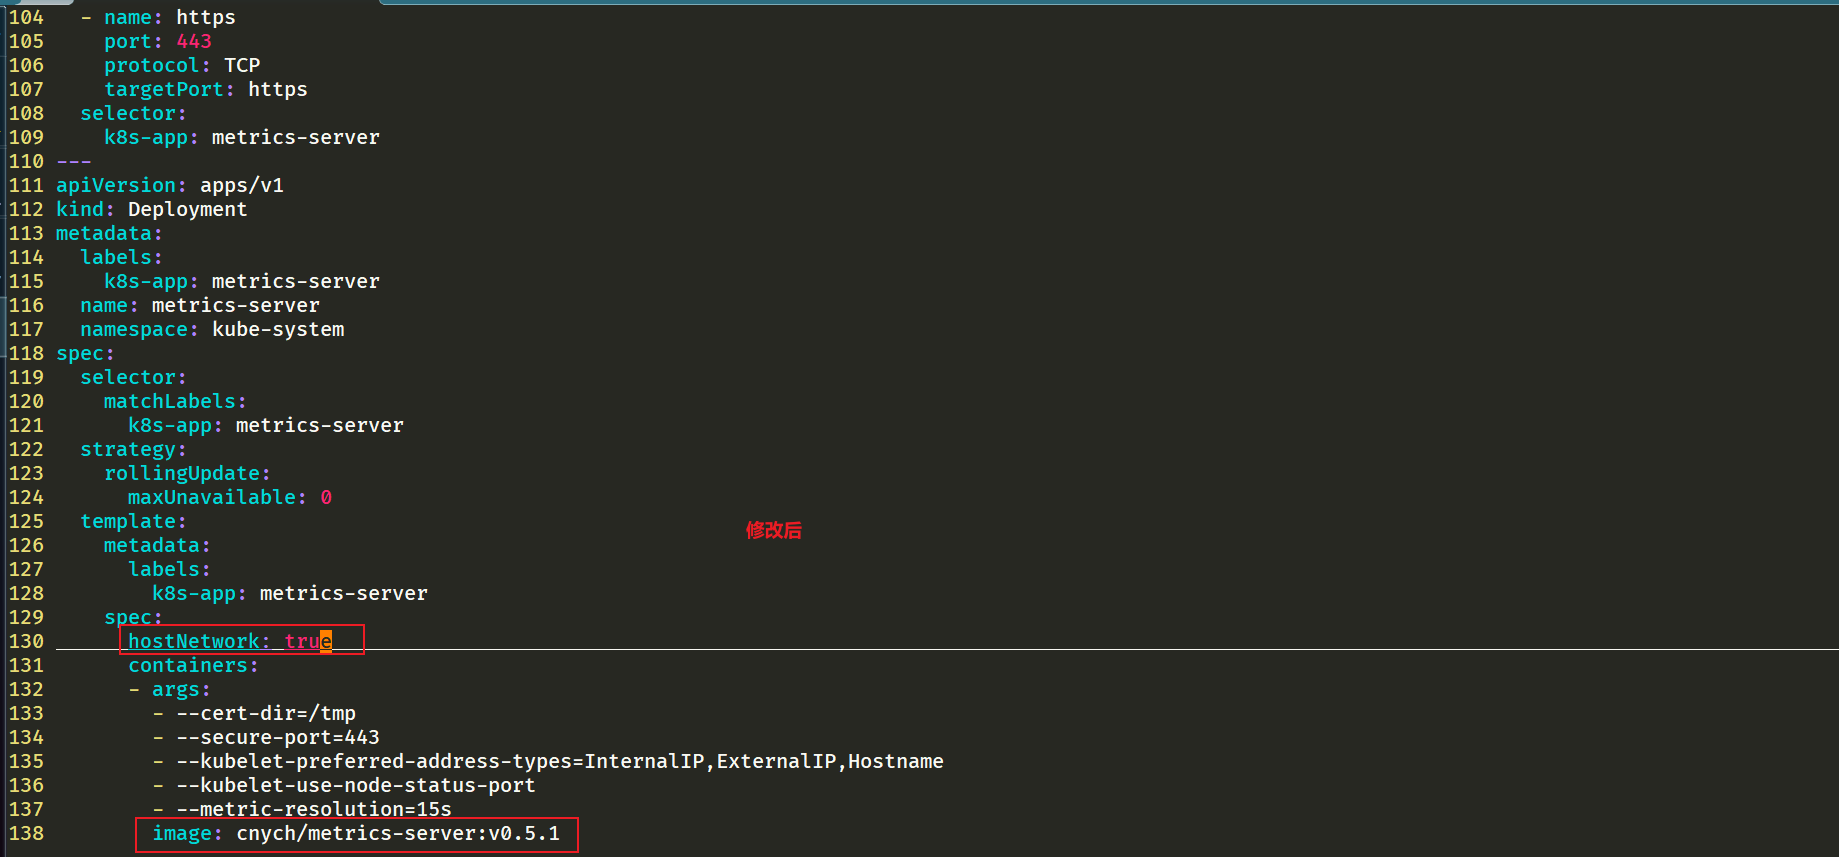 104   - name: https
105     port: 443
106     protocol: TCP
107     targetPort: https
108   selector:
109     k8s-app: metrics-server
110 ---
111 apiVersion: apps/v1
112 kind: Deployment
113 metadata:
114   labels:
115     k8s-app: metrics-server
116   name: metrics-server
117   namespace: kube-system
118 spec:
119   selector:
120     matchLabels:
121       k8s-app: metrics-server
122   strategy:
123     rollingUpdate:
124       maxUnavailable: 0
125   template:
修改后
126     metadata:
127       labels:
128         k8s-app: metrics-server
129     spec:
130       hostNetwork: true
131       containers:
132       - args:
133         - --cert-dir=/tmp
134         - --secure-port=443
135         - --kubelet-preferred-address-types=InternalIP,ExternalIP,Hostname
136         - --kubelet-use-node-status-port
137         - --metric-resolution=15s
138         image: cnych/metrics-server:v0.5.1